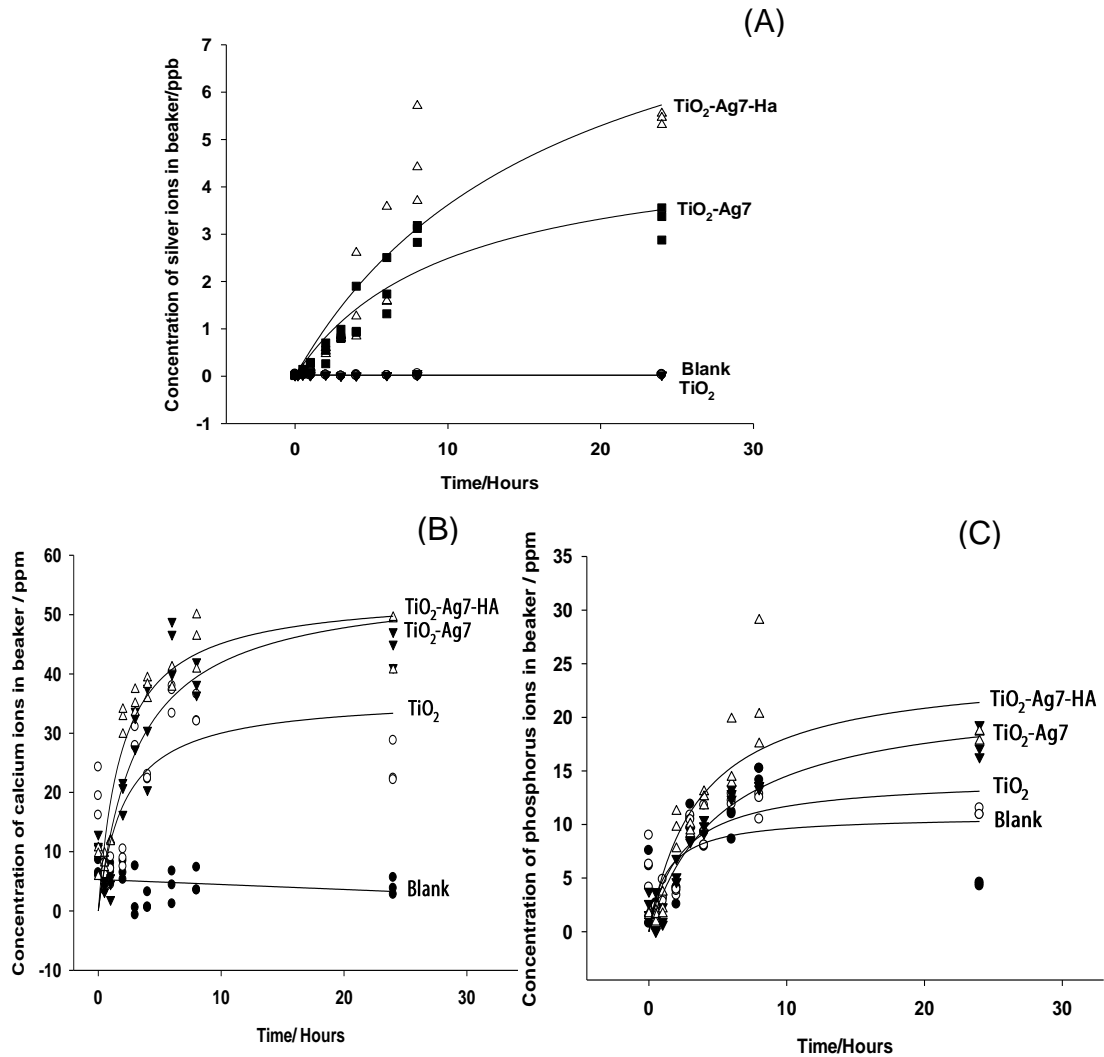 (A)
Concentration of silver ions in beaker/ppb
7
6
5
4
3
2
1
0
-1
TiO2-Ag7-Ha
TiO2-Ag7
Blank
TiO2
0 10 20 30
Time/Hours
(B)
Concentration of calcium ions in beaker / ppm
60
50
40
30
20
10
0
-10
TiO2-Ag7-HA
TiO2-Ag7
TiO2
Blank
0 10 20 30
Time/ Hours
(C)
Concentration of phosphorus ions in beaker / ppm
35
30
25
20
15
10
5
0
TiO2-Ag7-HA
TiO2-Ag7
TiO2
Blank
0 10 20 30
Time/Hours